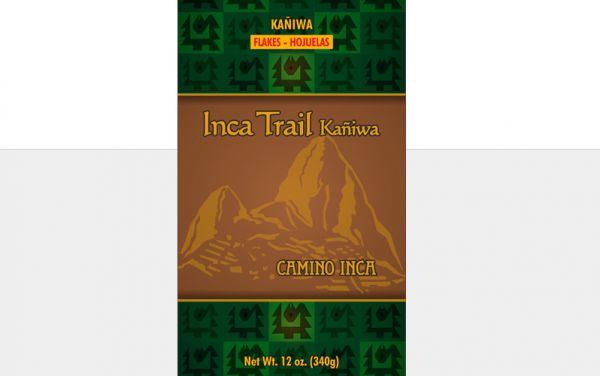 KAÑIWA
FLAKES - HOJUELAS
Inca Trail Kañiwa
CAMINO INCA
Net Wt. 12 oz. (340g)